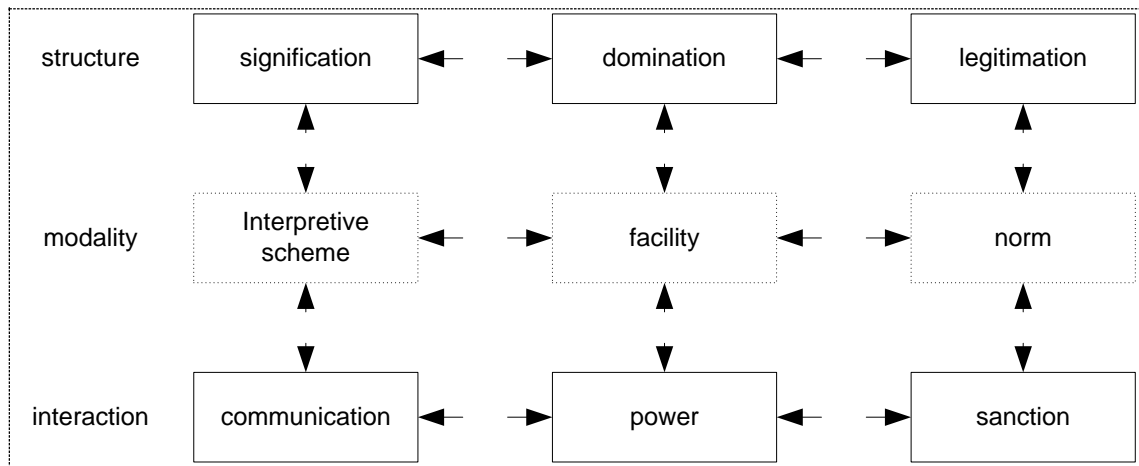 structure signification domination legitimation
modality Interpretive scheme facility norm
interaction communication power sanction